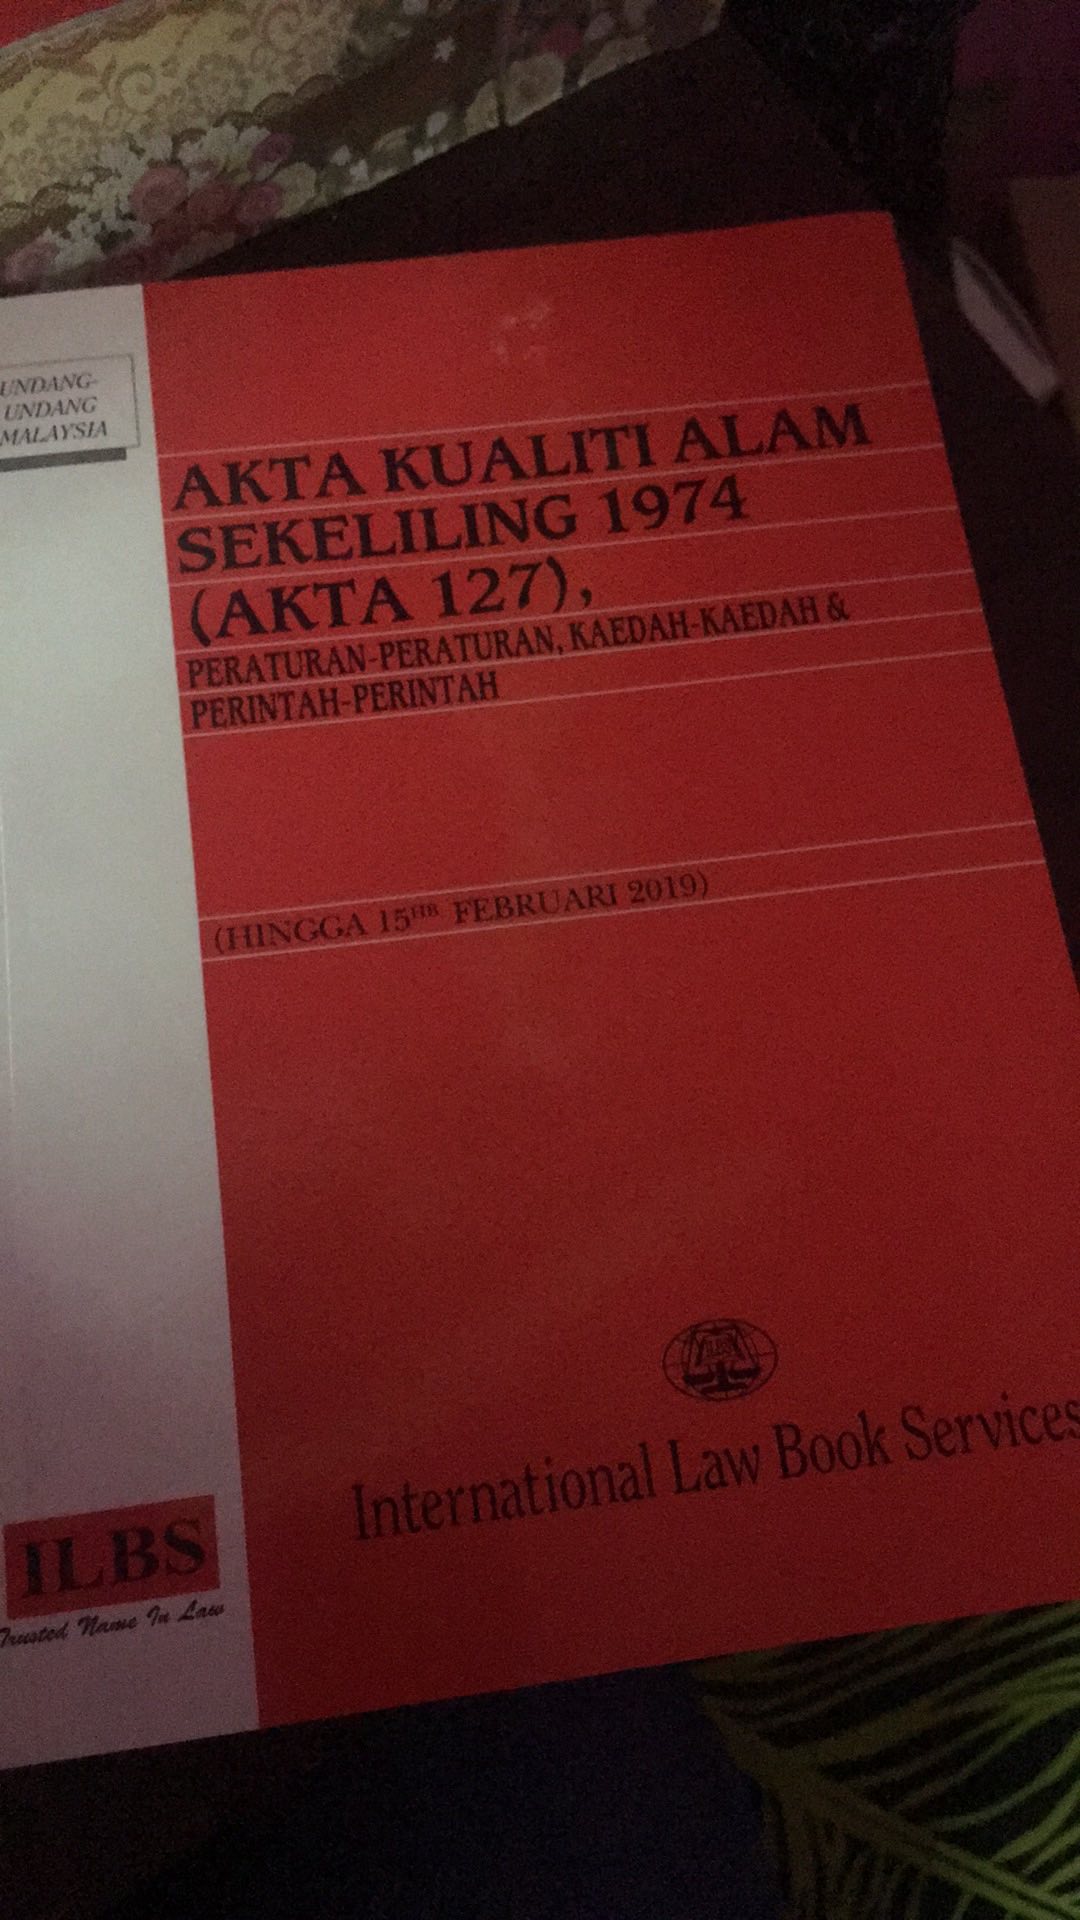 UNDANG-
UNDANG
MALAYSIA
AKTA KUALITI ALAM
SEKELILING 1974
(AKTA 127),
PERATURAN-PERATURAN, KAEDAH-KAEDAH &
PERINTAH-PERINTAH
(HINGGA 15HB FEBRUARI 2019)
ILBS
International Law Book Services
ILBS
Trusted Name In Law